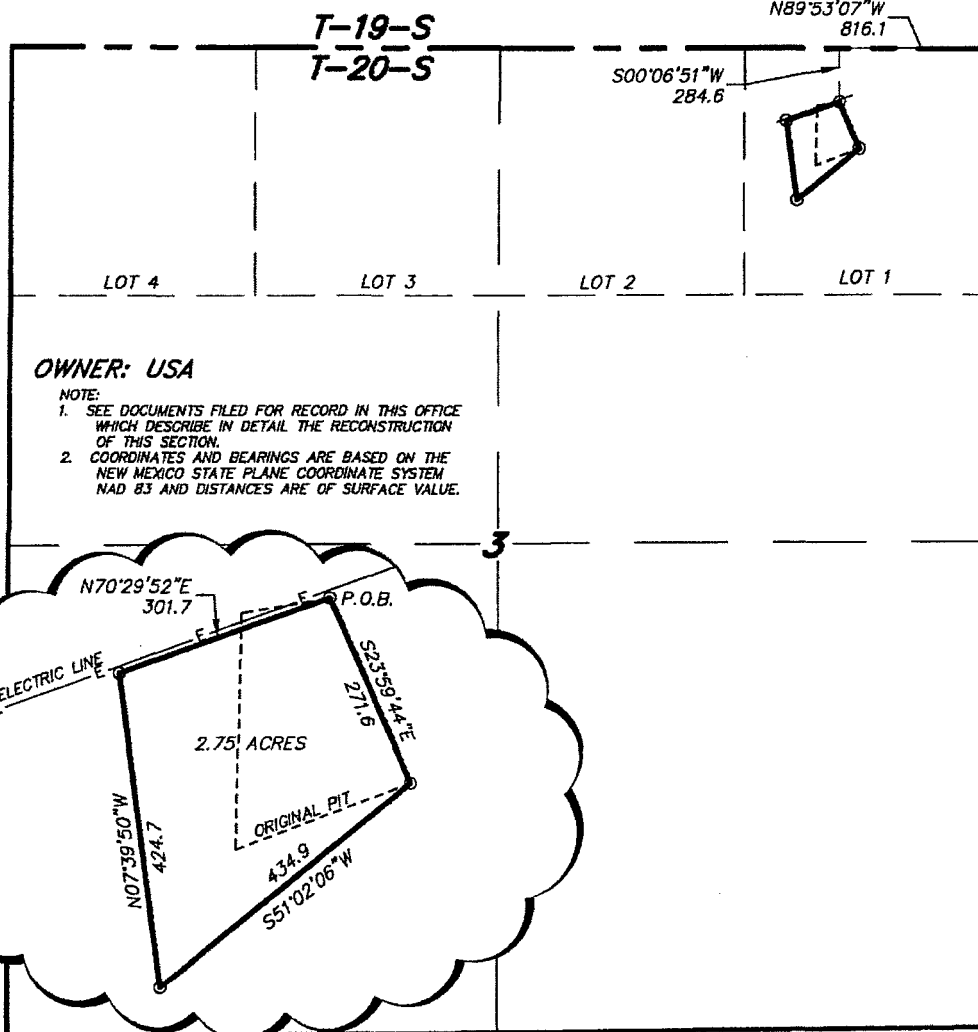 T-19-S
T-20-S
N89°53'07"W
816.1
S00°06'51"W
284.6
LOT 4
LOT 3
LOT 2
LOT 1
OWNER: USA
NOTE:
1. SEE DOCUMENTS FILED FOR RECORD IN THIS OFFICE
WHICH DESCRIBE IN DETAIL THE RECONSTRUCTION
OF THIS SECTION.
2. COORDINATES AND BEARINGS ARE BASED ON THE
NEW MEXICO STATE PLANE COORDINATE SYSTEM
NAD 83 AND DISTANCES ARE OF SURFACE VALUE.
3
N70°29'52"E
301.7
E
E
E
P.O.B.
ELECTRIC LINE
S23°59'44"E
271.6
2.75 ACRES
N07°39'50"W
424.7
ORIGINAL PIT
434.9
S51°02'06"W